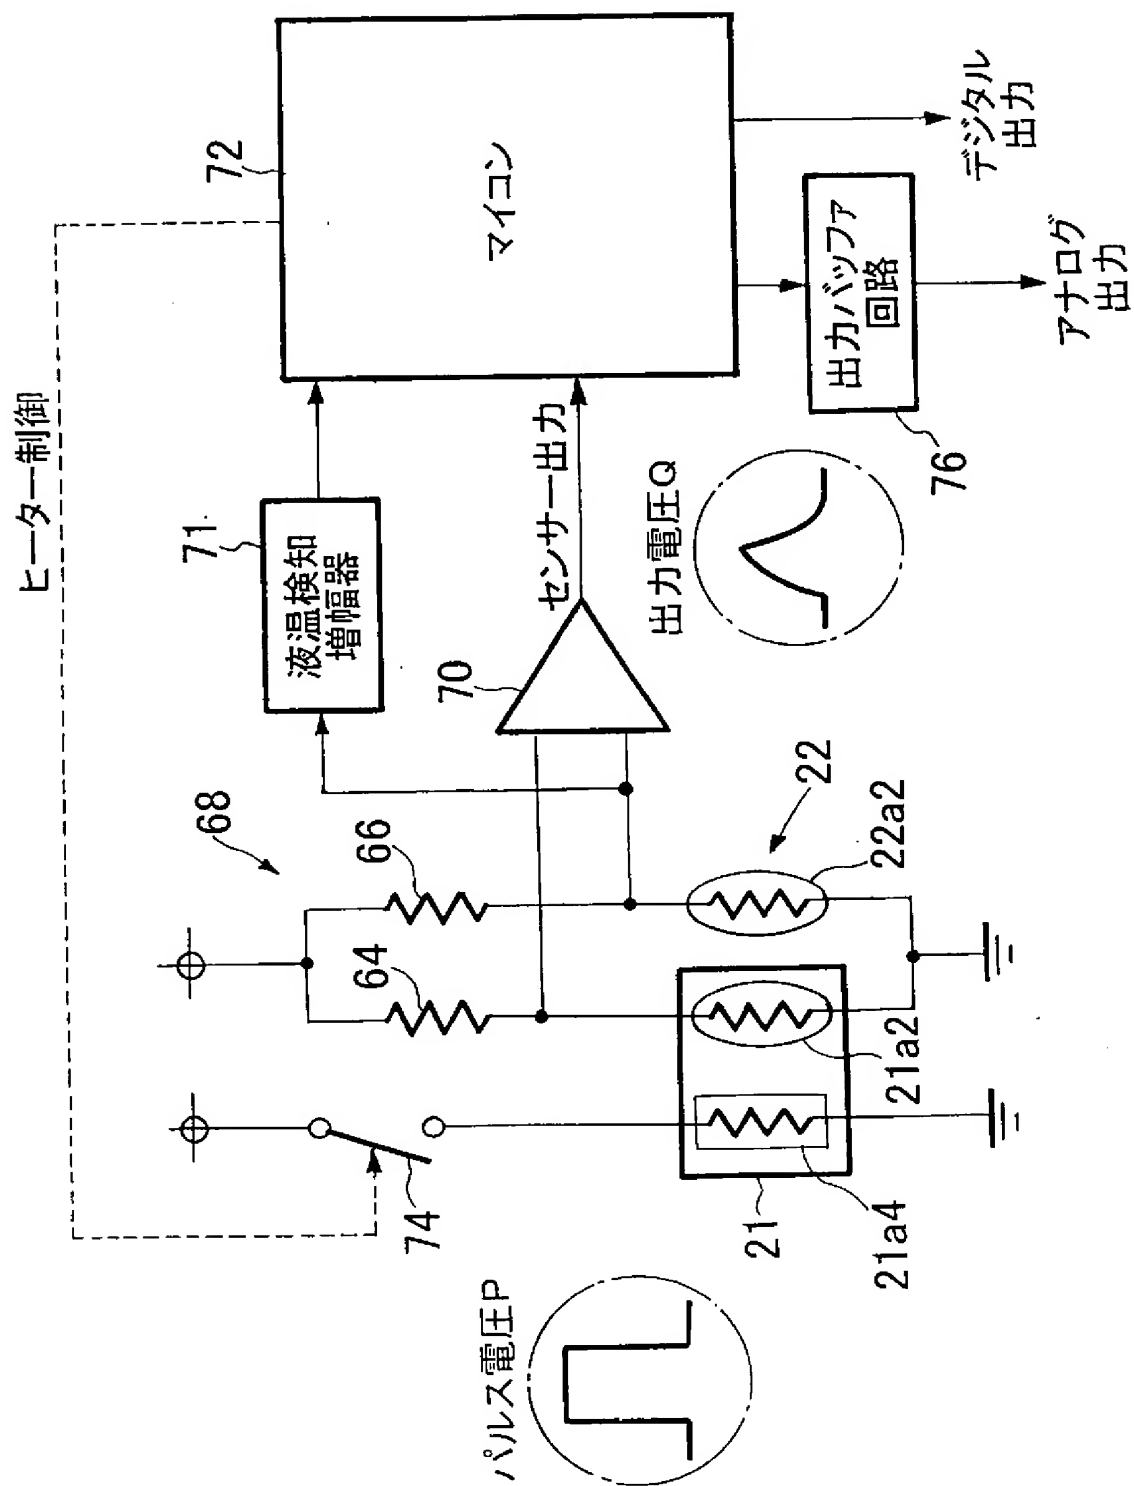 ヒーター制御
72
71
液温検知
増幅器
マイコン
68
66
64
70
センサー出力
74
22
22a2
21a2
21
21a4
パルス電圧P
出力電圧Q
76
出力バッファ
回路
デジタル
出力
アナログ
出力